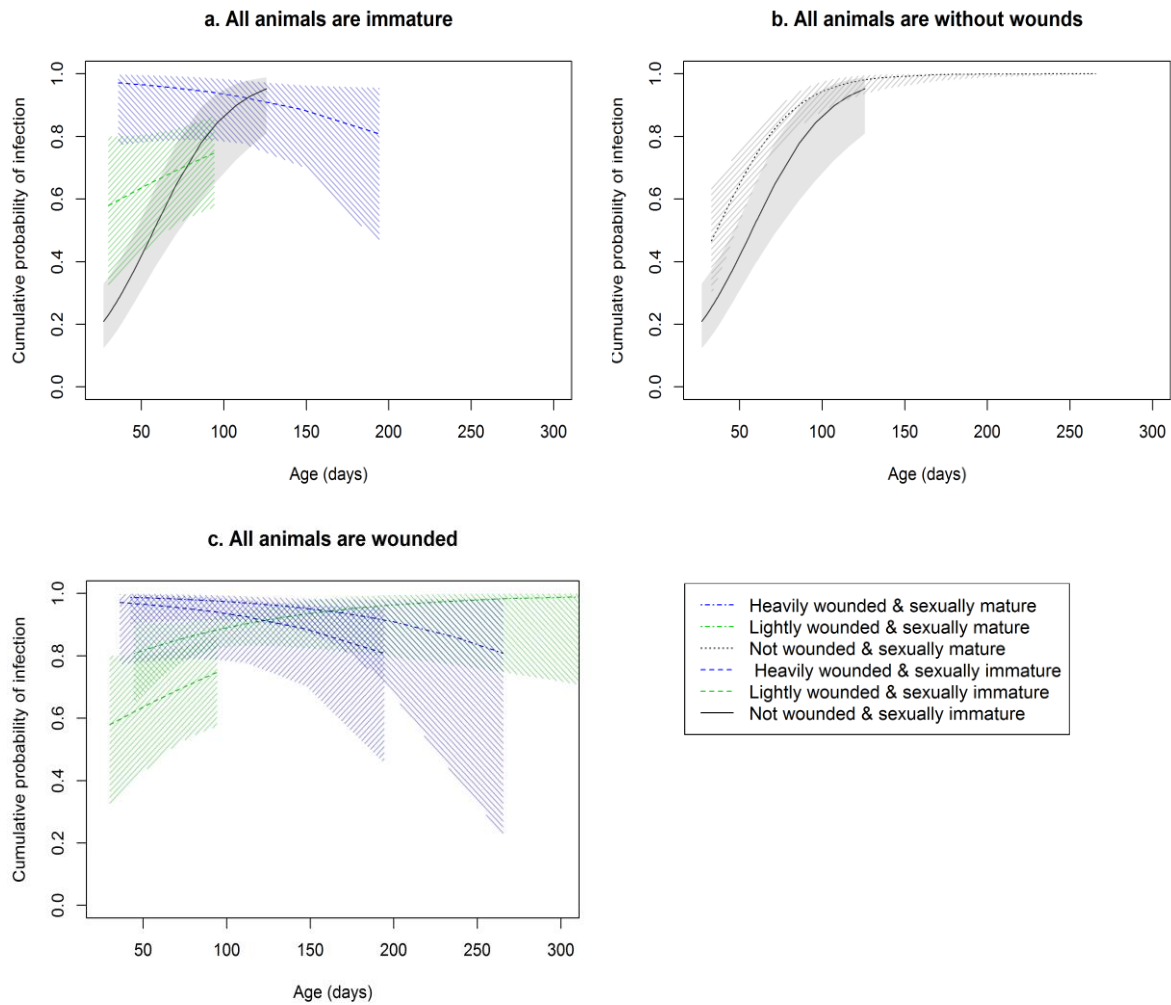 a. All animals are immature
Cumulative probability of infection
0.0 0.2 0.4 0.6 0.8 1.0
50 100 150 200 250 300
Age (days)
b. All animals are without wounds
Cumulative probability of infection
0.0 0.2 0.4 0.6 0.8 1.0
50 100 150 200 250 300
Age (days)
c. All animals are wounded
Cumulative probability of infection
0.0 0.2 0.4 0.6 0.8 1.0
50 100 150 200 250 300
Age (days)
Heavily wounded & sexually mature
Lightly wounded & sexually mature
Not wounded & sexually mature
Heavily wounded & sexually immature
Lightly wounded & sexually immature
Not wounded & sexually immature